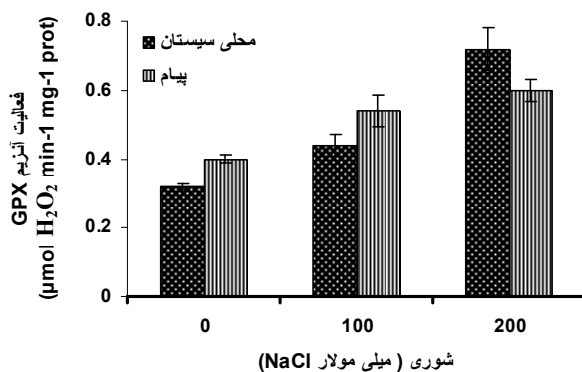 فعالیت آنزیم GPX
(µmol H₂O₂ min-1 mg-1 prot)
0.8
0.6
0.4
0.2
0
محلی سیستان
پیام
0 100 200
شوری ( میلی مولار NaCl)